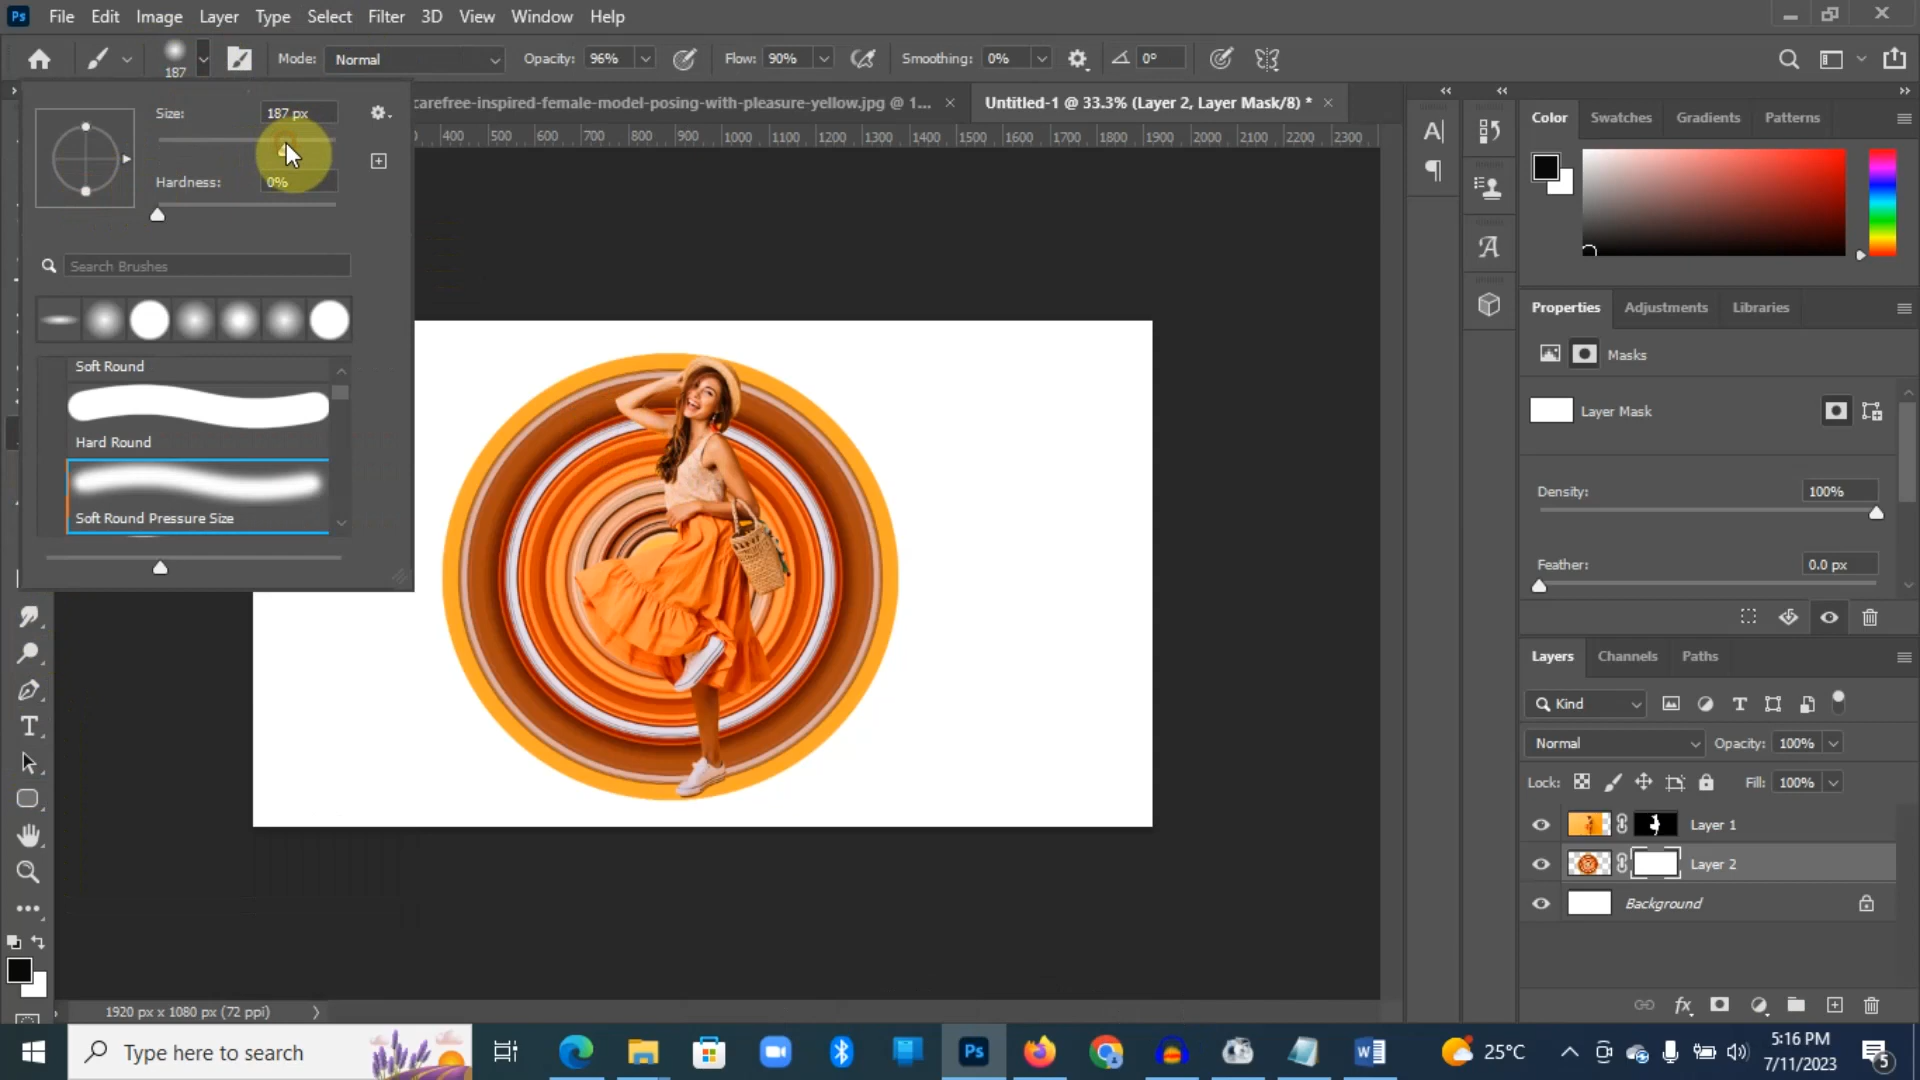 Ps File Edit Image Layer Type Select Filter 3D View Window Help
187 Mode: Normal Opacity: 96% Flow: 90% Smoothing: 0% 0°
carefree-inspired-female-model-posing-with-pleasure-yellow.jpg @ 1... × Untitled-1 @ 33.3% (Layer 2, Layer Mask/8) * ×
400 500 600 700 800 900 1000 1100 1200 1300 1400 1500 1600 1700 1800 1900 2000 2100 2200 2300
Size: 187 px
Hardness: 0%
Search Brushes
Soft Round
Hard Round
Soft Round Pressure Size
Color Swatches Gradients Patterns
Properties Adjustments Libraries
Masks
Layer Mask
Density: 100%
Feather: 0.0 px
Layers Channels Paths
Kind
Normal Opacity: 100%
Lock: Fill: 100%
Layer 1
Layer 2
Background
1920 px x 1080 px (72 ppi)
Type here to search
Ps
25°C
5:16 PM
7/11/2023
5